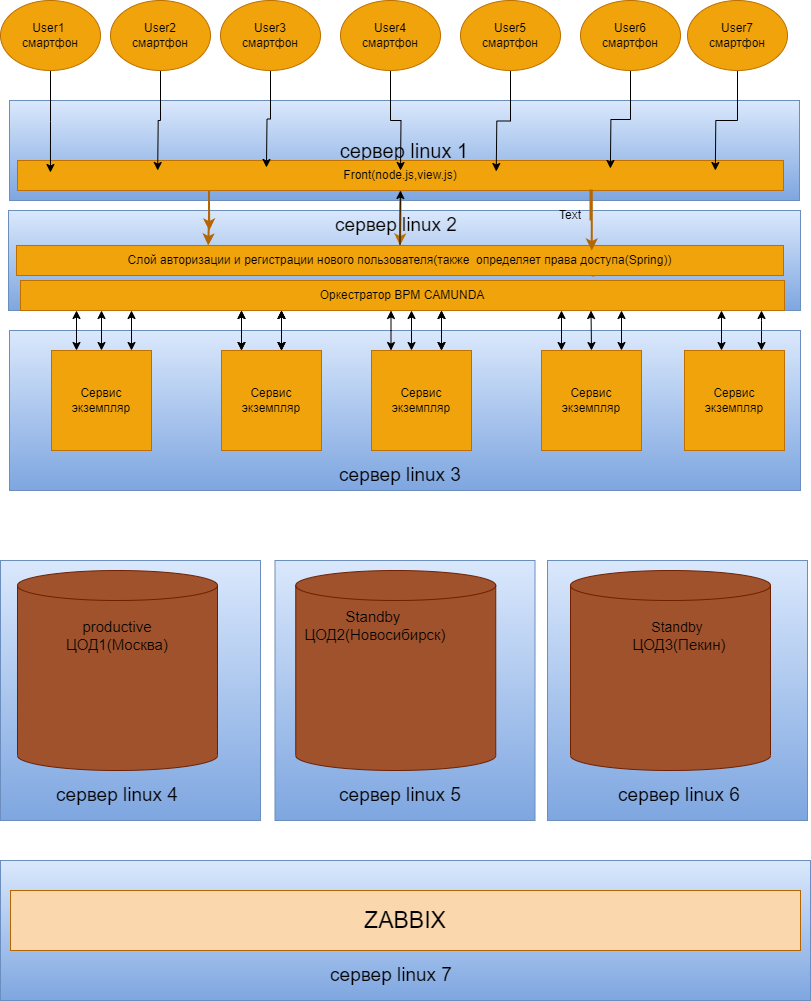 User1
смартфон
User2
смартфон
User3
смартфон
User4
смартфон
User5
смартфон
User6
смартфон
User7
смартфон
сервер linux 1
Front(node.js,view.js)
Text
сервер linux 2
Слой авторизации и регистрации нового пользователя(также определяет права доступа(Spring))
Оркестратор BPM CAMUNDA
Сервис
экземпляр
Сервис
экземпляр
Сервис
экземпляр
Сервис
экземпляр
Сервис
экземпляр
сервер linux 3
productive
ЦОД1(Москва)
Standby
ЦОД2(Новосибирск)
Standby
ЦОД3(Пекин)
сервер linux 4
сервер linux 5
сервер linux 6
ZABBIX
сервер linux 7